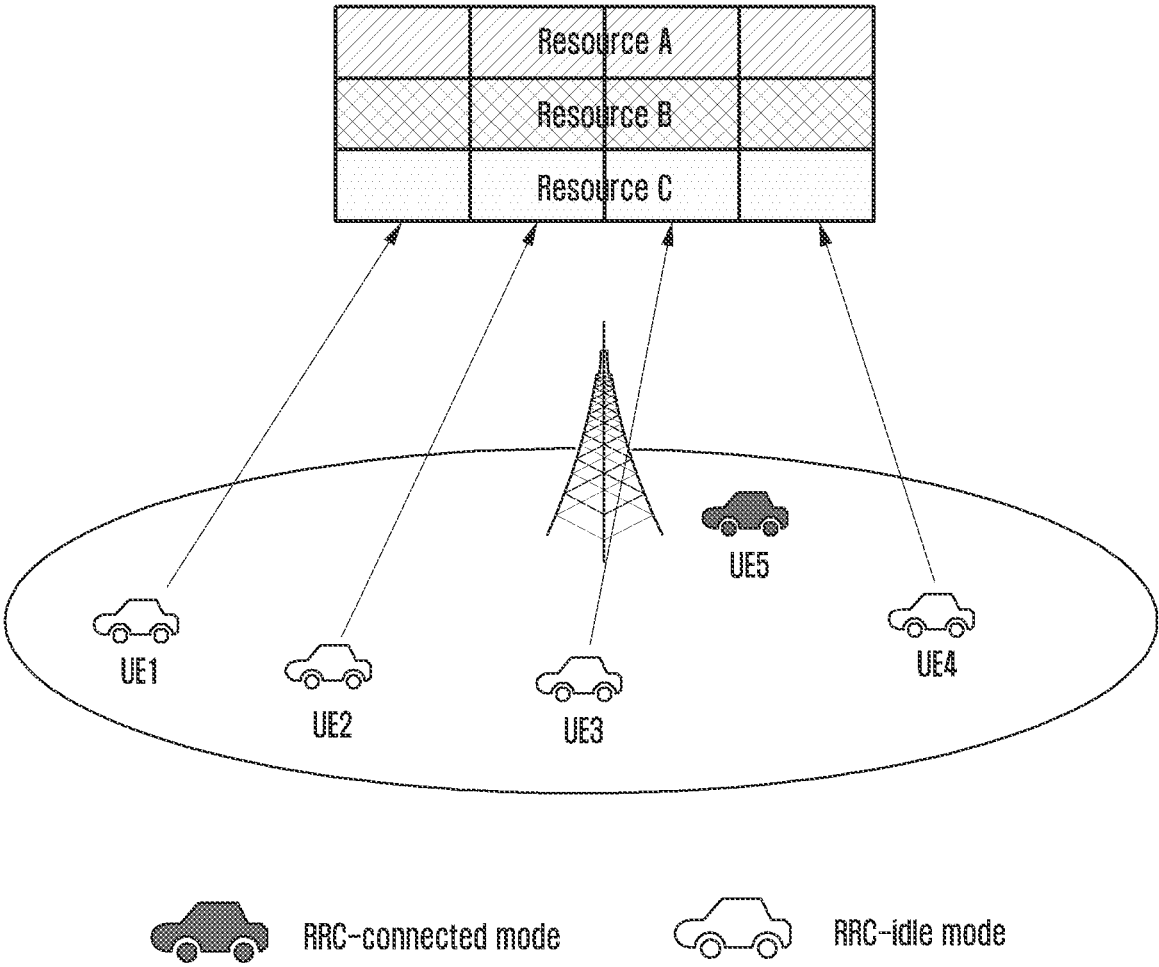 Resource A
Resource B
Resource C
UE5
UE1
UE4
UE2
UE3
RRC-connected mode
RRC-idle mode